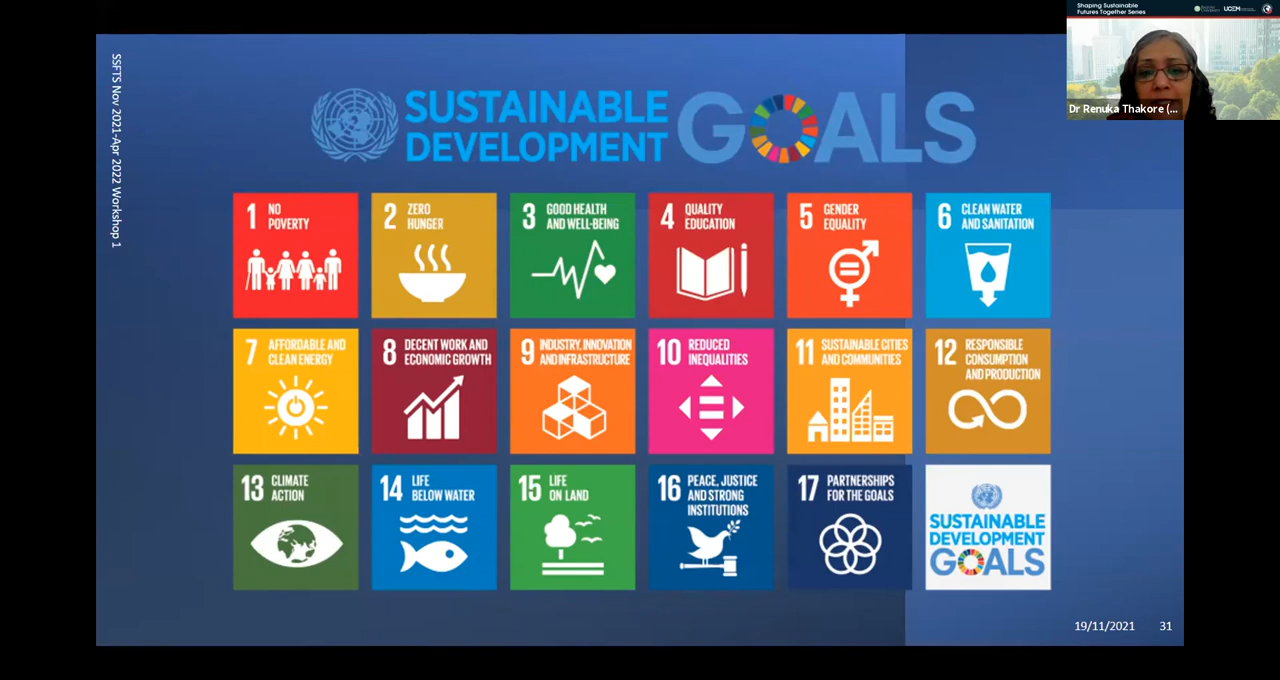 Shaping Sustainable
Futures Together Series
UCEM
Dr Renuka Thakore (...
SSFTS Nov 2021-Apr 2022 Workshop 1
SUSTAINABLE
DEVELOPMENT
GOALS
1 NO
POVERTY
2 ZERO
HUNGER
3 GOOD HEALTH
AND WELL-BEING
4 QUALITY
EDUCATION
5 GENDER
EQUALITY
6 CLEAN WATER
AND SANITATION
7 AFFORDABLE AND
CLEAN ENERGY
8 DECENT WORK AND
ECONOMIC GROWTH
9 INDUSTRY, INNOVATION
AND INFRASTRUCTURE
10 REDUCED
INEQUALITIES
11 SUSTAINABLE CITIES
AND COMMUNITIES
12 RESPONSIBLE
CONSUMPTION
AND PRODUCTION
13 CLIMATE
ACTION
14 LIFE
BELOW WATER
15 LIFE
ON LAND
16 PEACE, JUSTICE
AND STRONG
INSTITUTIONS
17 PARTNERSHIPS
FOR THE GOALS
SUSTAINABLE
DEVELOPMENT
GOALS
19/11/2021 31